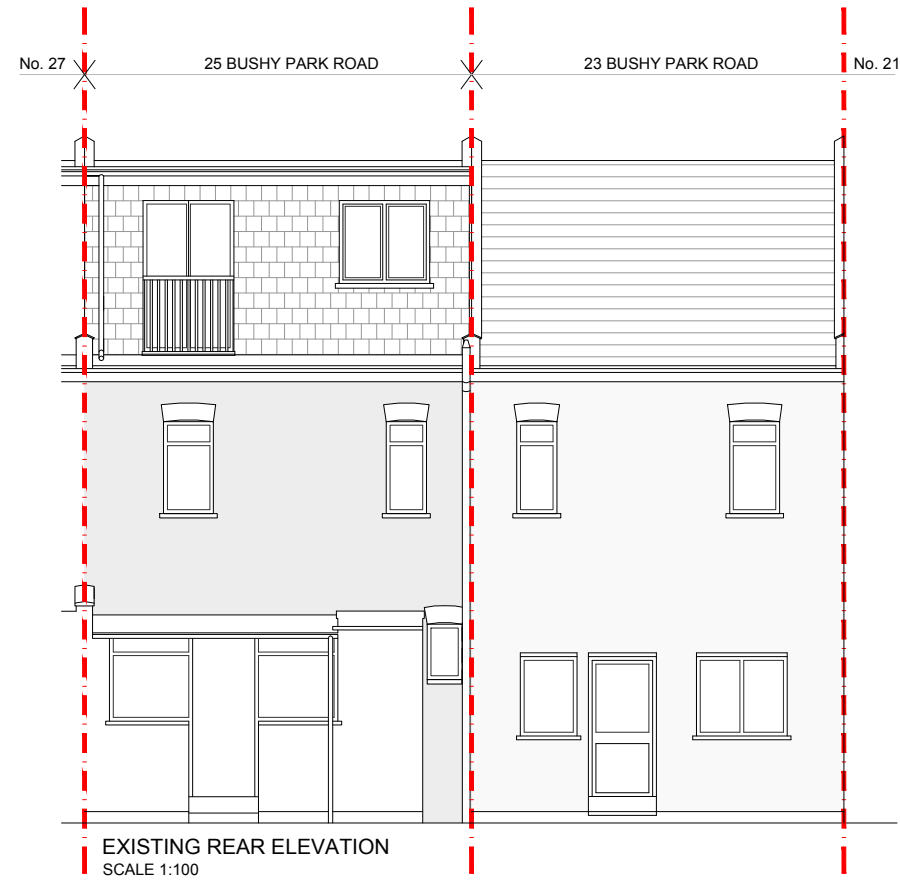 No. 27
25 BUSHY PARK ROAD
23 BUSHY PARK ROAD
No. 21
EXISTING REAR ELEVATION
SCALE 1:100